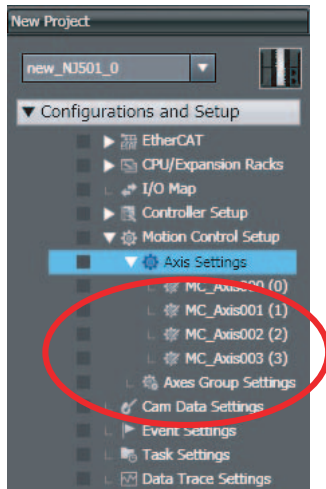 New Project
new_NJ501_0
Configurations and Setup
EtherCAT
CPU/Expansion Racks
I/O Map
Controller Setup
Motion Control Setup
Axis Settings
MC_Axis000 (0)
MC_Axis001 (1)
MC_Axis002 (2)
MC_Axis003 (3)
Axes Group Settings
Cam Data Settings
Event Settings
Task Settings
Data Trace Settings